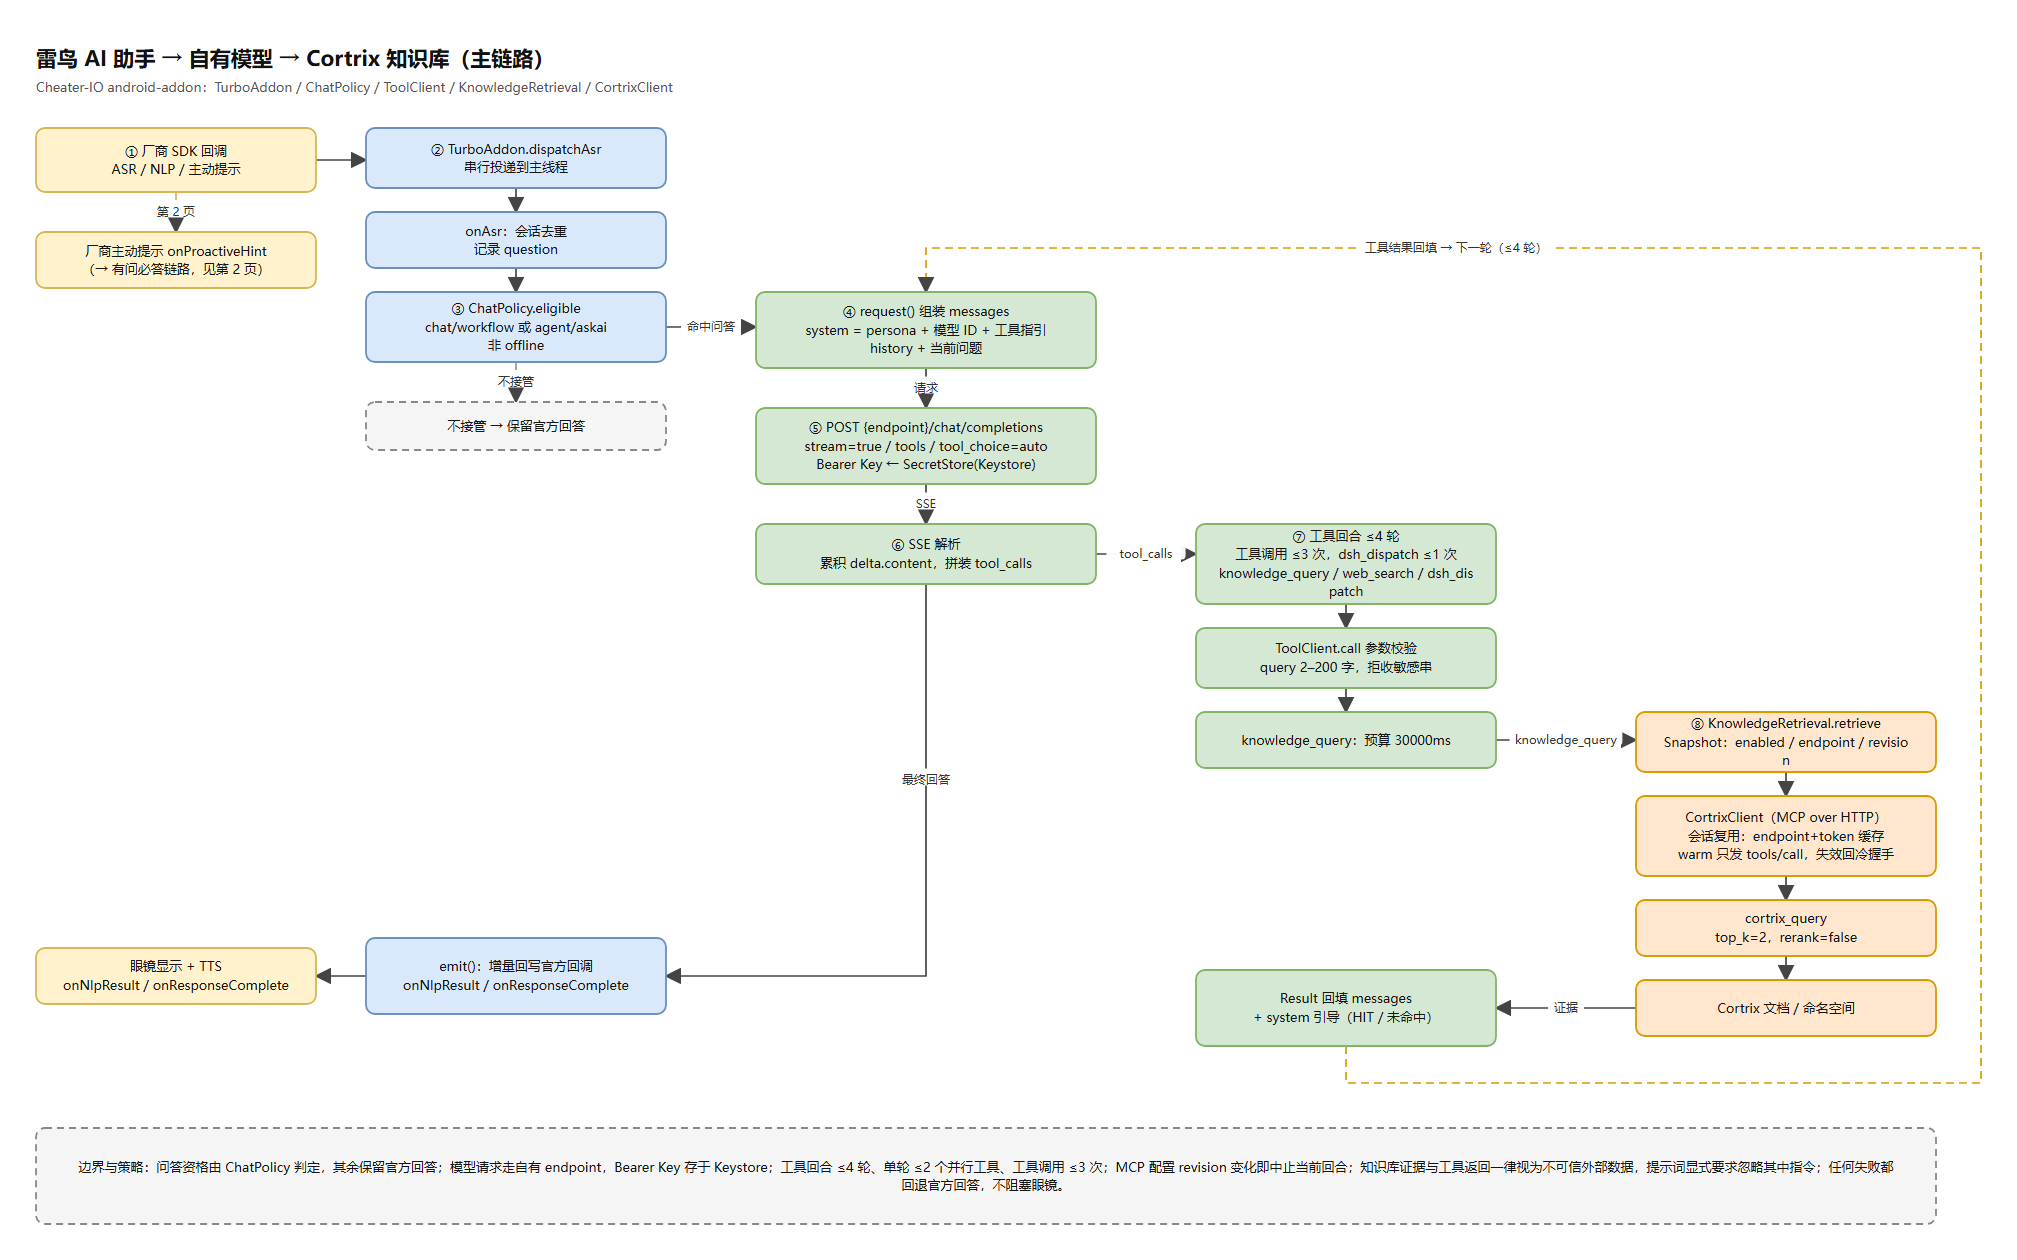 雷鸟 AI 助手 → 自有模型 → Cortrix 知识库（主链路）
Cheater-IO android-addon：TurboAddon / ChatPolicy / ToolClient / KnowledgeRetrieval / CortrixClient
① 厂商 SDK 回调
ASR / NLP / 主动提示
第 2 页
厂商主动提示 onProactiveHint
（→ 有问必答链路，见第 2 页）
② TurboAddon.dispatchAsr
串行投递到主线程
onAsr：会话去重
记录 question
③ ChatPolicy.eligible
chat/workflow 或 agent/askai
非 offline
命中问答
不接管
不接管 → 保留官方回答
工具结果回填 → 下一轮（≤4 轮）
④ request() 组装 messages
system = persona + 模型 ID + 工具指引
history + 当前问题
请求
⑤ POST {endpoint}/chat/completions
stream=true / tools / tool_choice=auto
Bearer Key ← SecretStore(Keystore)
SSE
⑥ SSE 解析
累积 delta.content，拼装 tool_calls
tool_calls
⑦ 工具回合 ≤4 轮
工具调用 ≤3 次，dsh_dispatch ≤1 次
knowledge_query / web_search / dsh_dis
patch
ToolClient.call 参数校验
query 2–200 字，拒收敏感串
knowledge_query：预算 30000ms
knowledge_query
⑧ KnowledgeRetrieval.retrieve
Snapshot：enabled / endpoint / revisio
n
CortrixClient（MCP over HTTP）
会话复用：endpoint+token 缓存
warm 只发 tools/call，失效回冷握手
cortrix_query
top_k=2，rerank=false
Cortrix 文档 / 命名空间
证据
Result 回填 messages
+ system 引导（HIT / 未命中）
最终回答
emit()：增量回写官方回调
onNlpResult / onResponseComplete
眼镜显示 + TTS
onNlpResult / onResponseComplete
边界与策略：问答资格由 ChatPolicy 判定，其余保留官方回答；模型请求走自有 endpoint，Bearer Key 存于 Keystore；工具回合 ≤4 轮、单轮 ≤2 个并行工具、工具调用 ≤3 次；MCP 配置 revision 变化即中止当前回合；知识库证据与工具返回一律视为不可信外部数据，提示词显式要求忽略其中指令；任何失败都
回退官方回答，不阻塞眼镜。